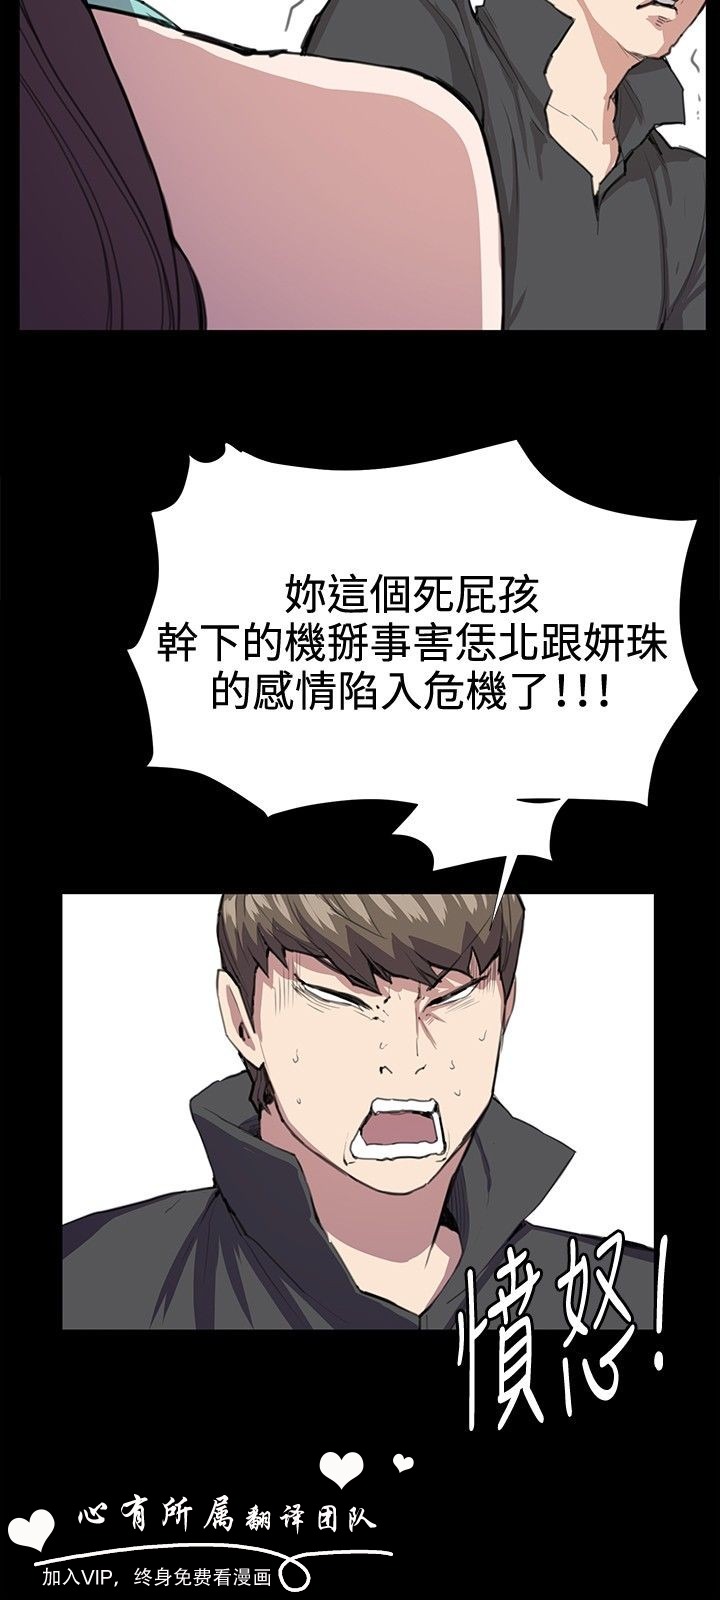 妳這個死屁孩
幹下的機掰事害恁北跟妍珠
的感情陷入危機了!!!
憤怒!
心有所属翻译团队
加入VIP，终身免费看漫画